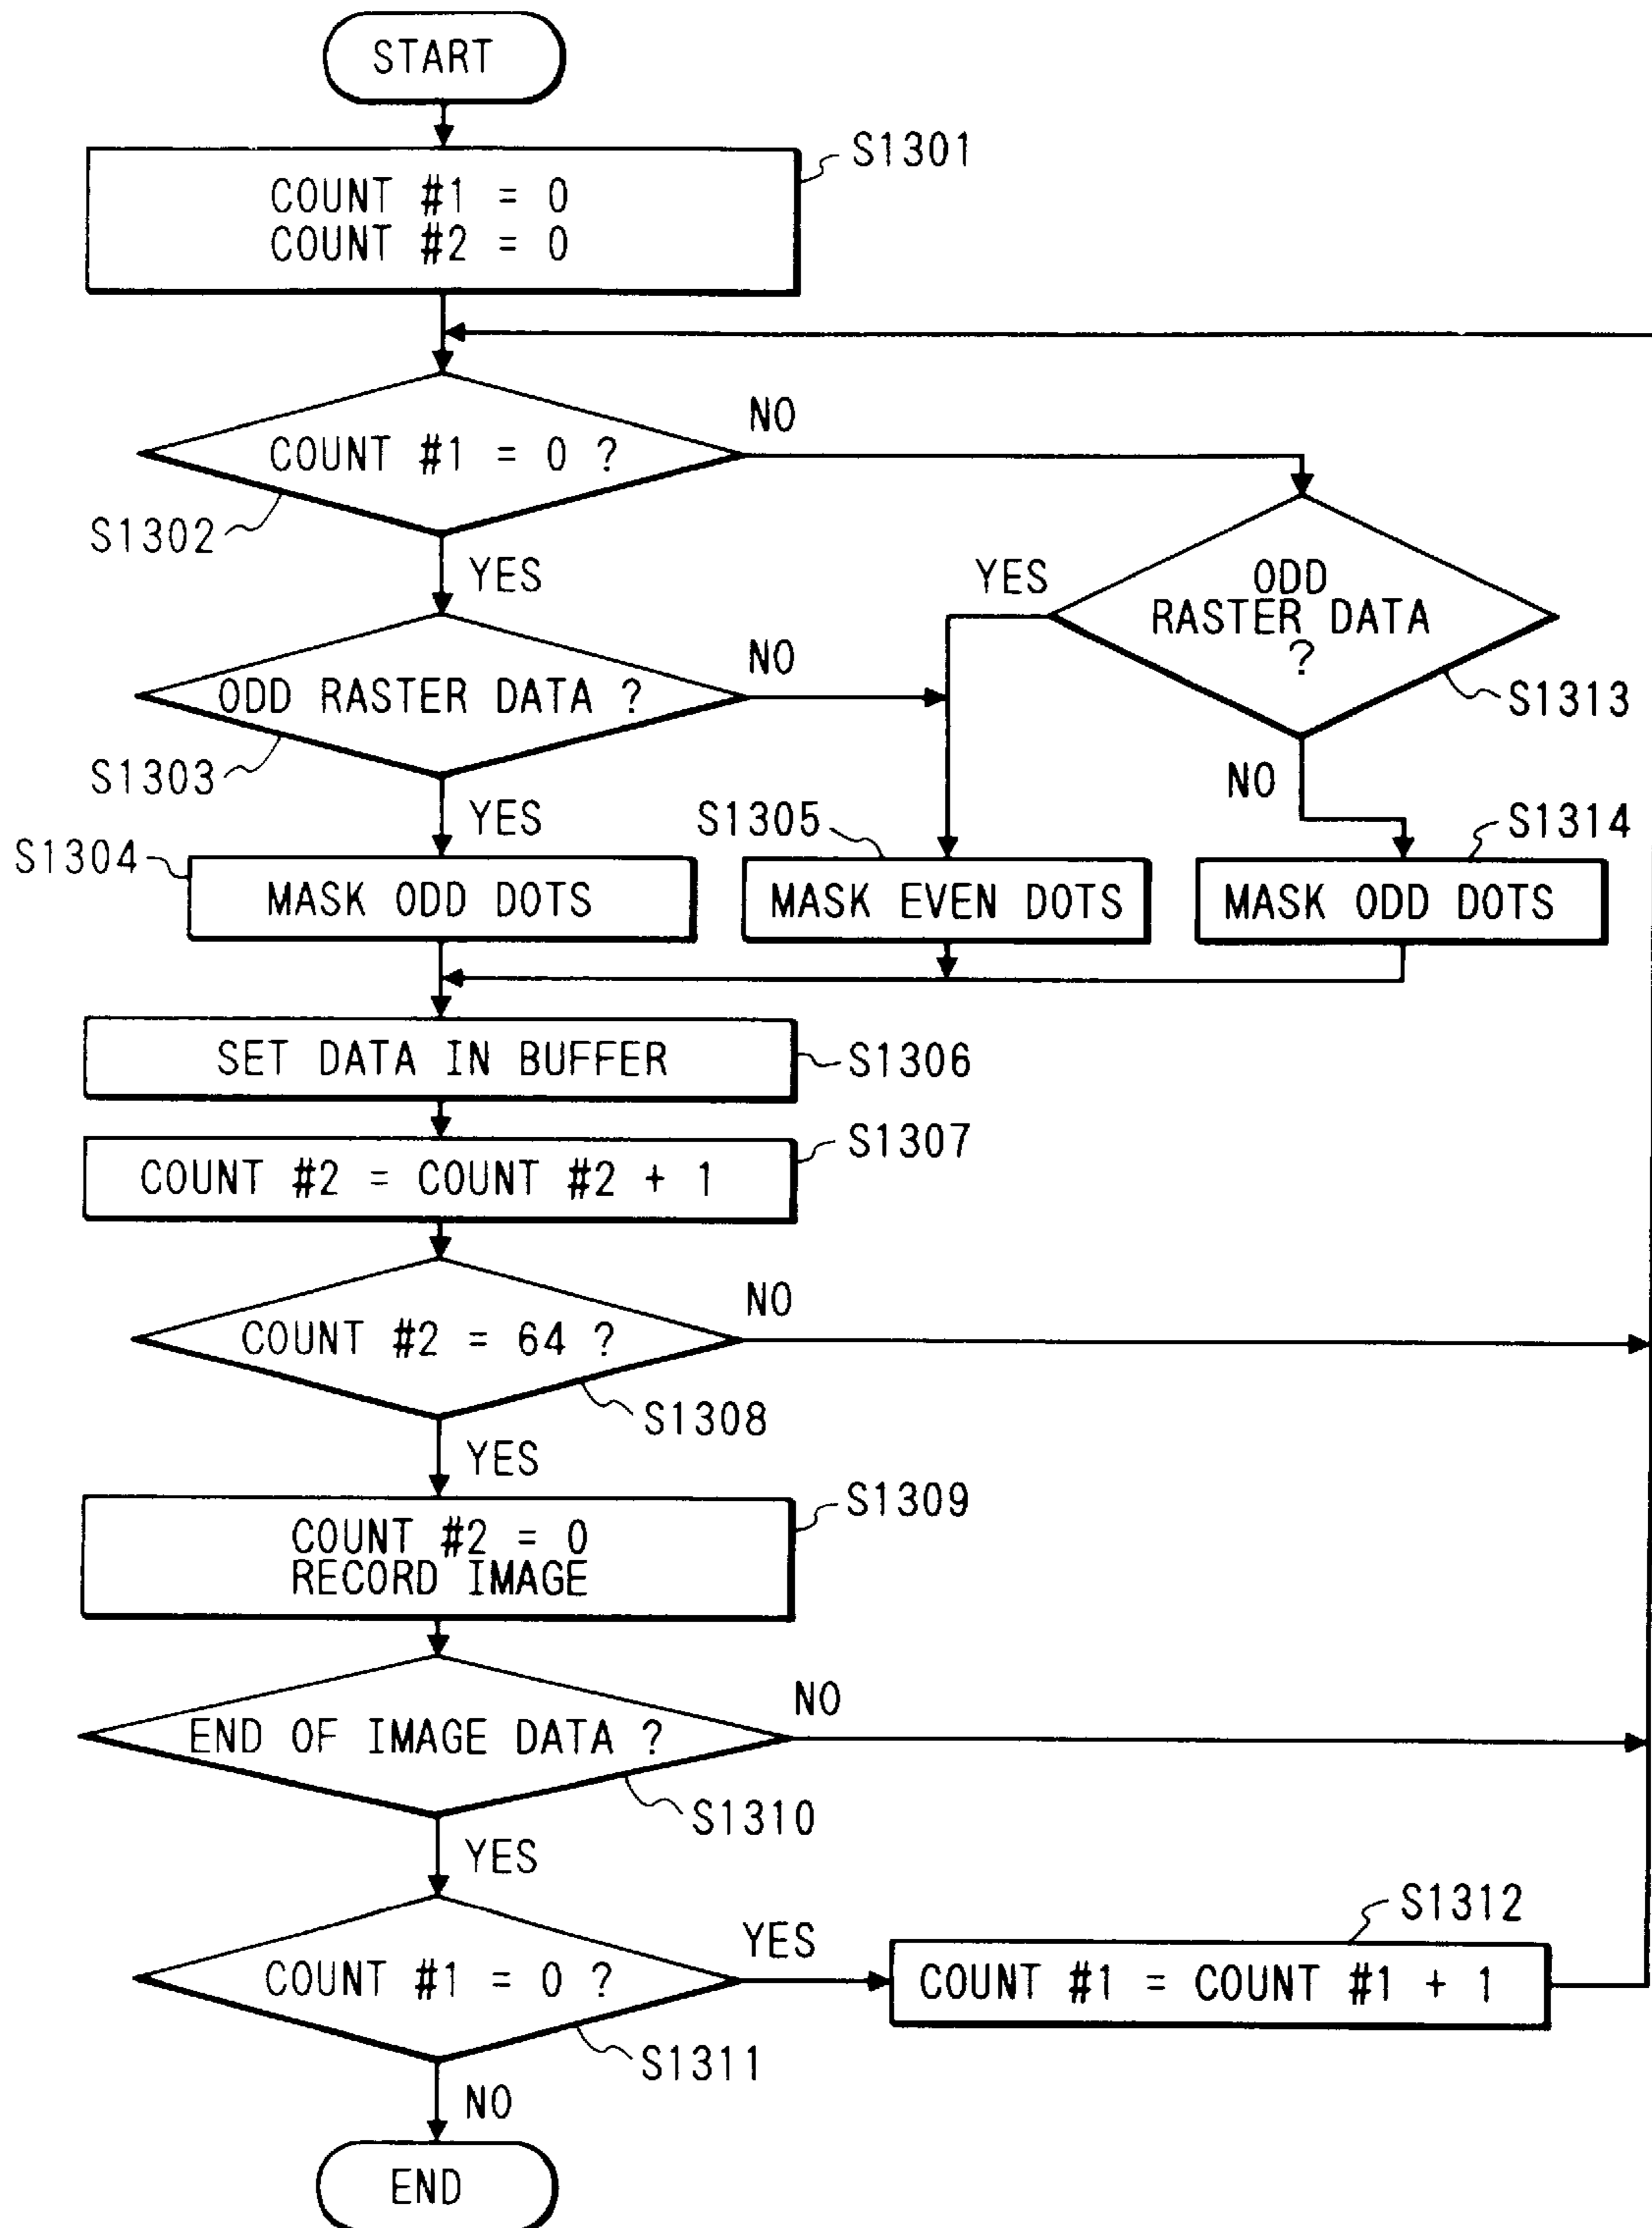 START
S1301
COUNT #1 = 0
COUNT #2 = 0
NO
COUNT #1 = 0 ?
S1302
YES
YES
ODD
RASTER DATA
?
NO
ODD RASTER DATA ?
S1313
S1303
NO
YES
S1305
S1314
S1304
MASK ODD DOTS
MASK EVEN DOTS
MASK ODD DOTS
SET DATA IN BUFFER
S1306
S1307
COUNT #2 = COUNT #2 + 1
NO
COUNT #2 = 64 ?
S1308
YES
S1309
COUNT #2 = 0
RECORD IMAGE
NO
END OF IMAGE DATA ?
S1310
YES
S1312
YES
COUNT #1 = 0 ?
COUNT #1 = COUNT #1 + 1
S1311
NO
END